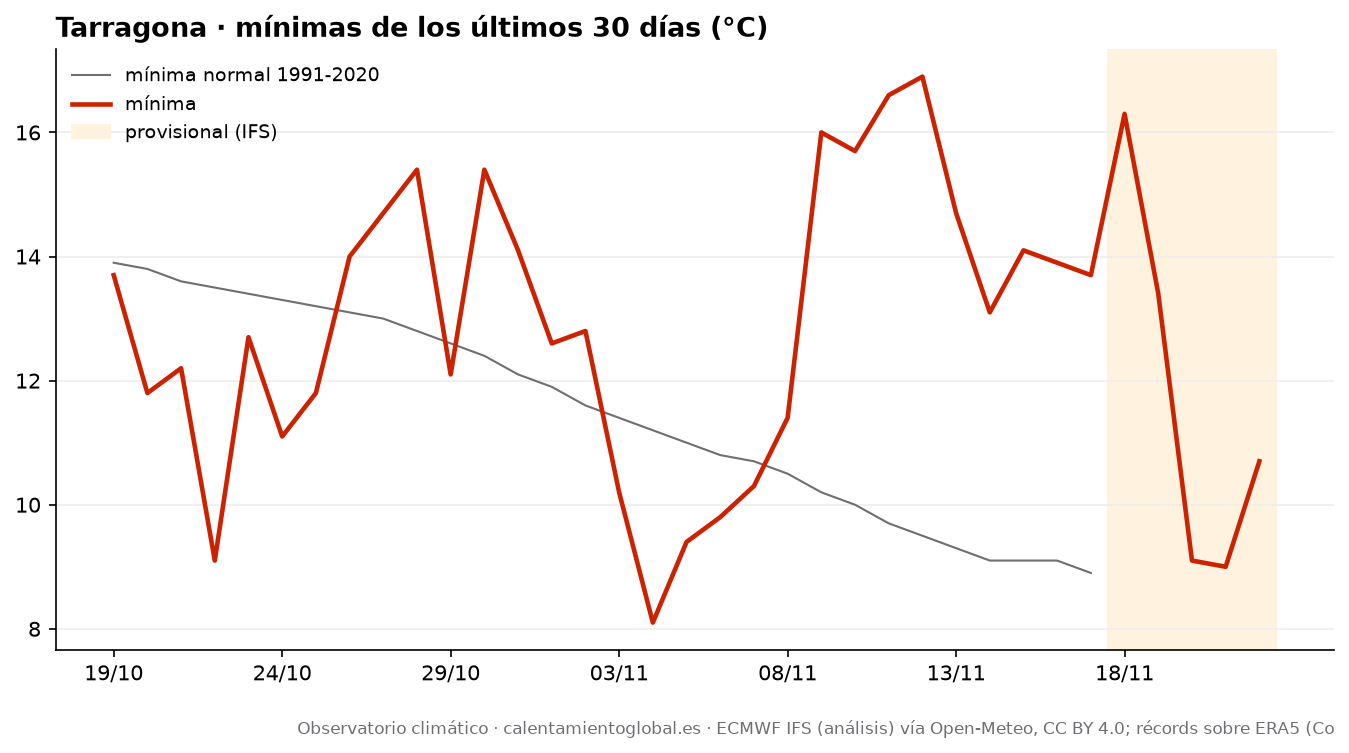 Tarragona · mínimas de los últimos 30 días (°C)
mínima normal 1991-2020
mínima
provisional (IFS)
16
14
12
10
8
19/10 24/10 29/10 03/11 08/11 13/11 18/11
Observatorio climático · calentamientoglobal.es · ECMWF IFS (análisis) vía Open-Meteo, CC BY 4.0; récords sobre ERA5 (Co